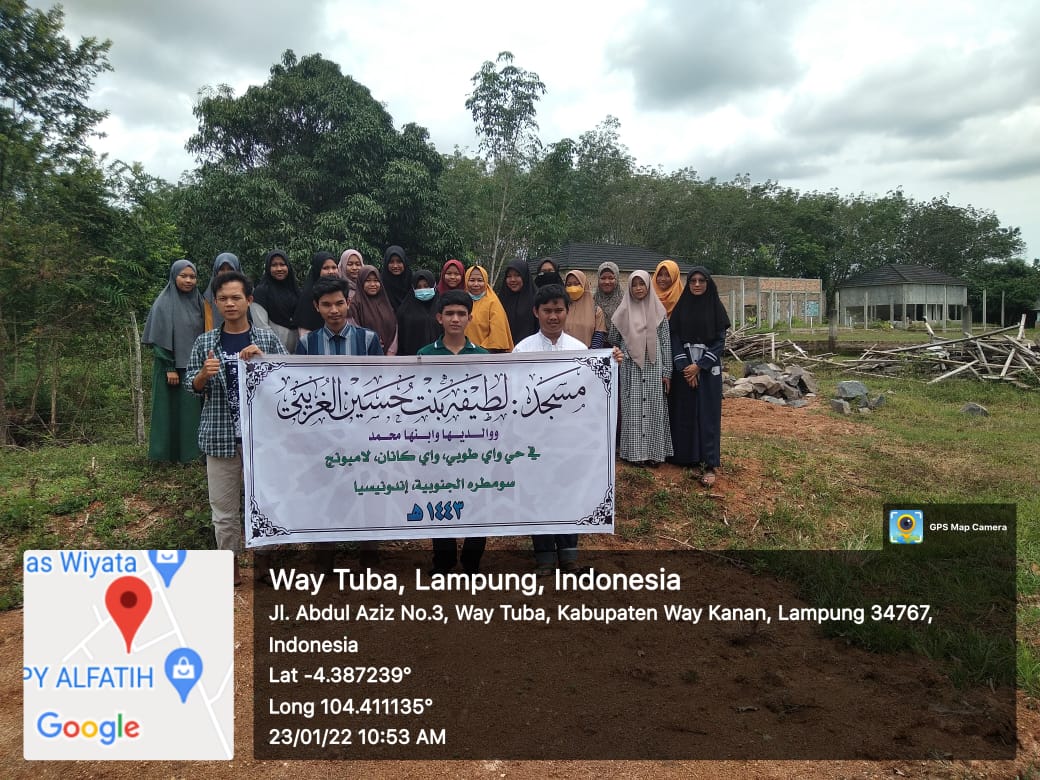 مسجد: لطيفه بنت حسين الغريبي
ووالديها وابنها محمد
في حي واي طوبي، واي كانان، لامبونج
سومطره الجنوبية، إندونيسيا
١٤٤٣ هـ
GPS Map Camera
as Wiyata
PY ALFATIH
Google
Way Tuba, Lampung, Indonesia
Jl. Abdul Aziz No.3, Way Tuba, Kabupaten Way Kanan, Lampung 34767,
Indonesia
Lat -4.387239°
Long 104.411135°
23/01/22 10:53 AM